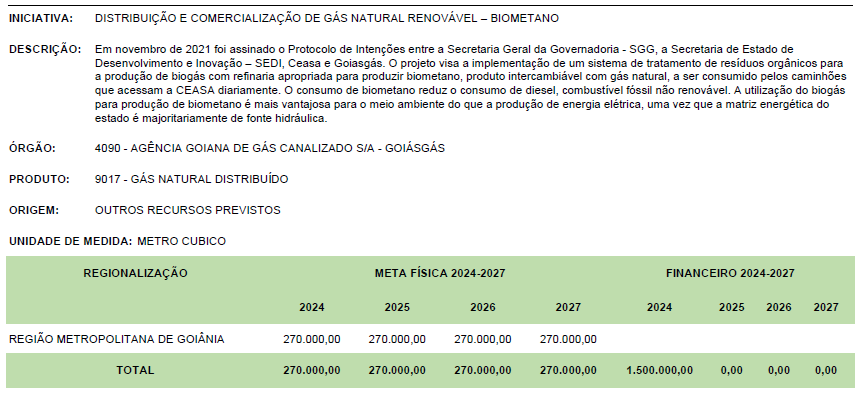 INICIATIVA: DISTRIBUIÇÃO E COMERCIALIZAÇÃO DE GÁS NATURAL RENOVÁVEL – BIOMETANO
DESCRIÇÃO: Em novembro de 2021 foi assinado o Protocolo de Intenções entre a Secretaria Geral da Governadoria - SGG, a Secretaria de Estado de
Desenvolvimento e Inovação – SEDI, Ceasa e Goiasgás. O projeto visa a implementação de um sistema de tratamento de resíduos orgânicos para
a produção de biogás com refinaria apropriada para produzir biometano, produto intercambiável com gás natural, a ser consumido pelos caminhões
que acessam a CEASA diariamente. O consumo de biometano reduz o consumo de diesel, combustível fóssil não renovável. A utilização do biogás
para produção de biometano é mais vantajosa para o meio ambiente do que a produção de energia elétrica, uma vez que a matriz energética do
estado é majoritariamente de fonte hidráulica.
ÓRGÃO: 4090 - AGÊNCIA GOIANA DE GÁS CANALIZADO S/A - GOIÁSGÁS
PRODUTO: 9017 - GÁS NATURAL DISTRIBUÍDO
ORIGEM: OUTROS RECURSOS PREVISTOS
UNIDADE DE MEDIDA: METRO CUBICO
REGIONALIZAÇÃO META FÍSICA 2024-2027 FINANCEIRO 2024-2027
2024 2025 2026 2027 2024 2025 2026 2027
REGIÃO METROPOLITANA DE GOIÂNIA 270.000,00 270.000,00 270.000,00 270.000,00
TOTAL 270.000,00 270.000,00 270.000,00 270.000,00 1.500.000,00 0,00 0,00 0,00